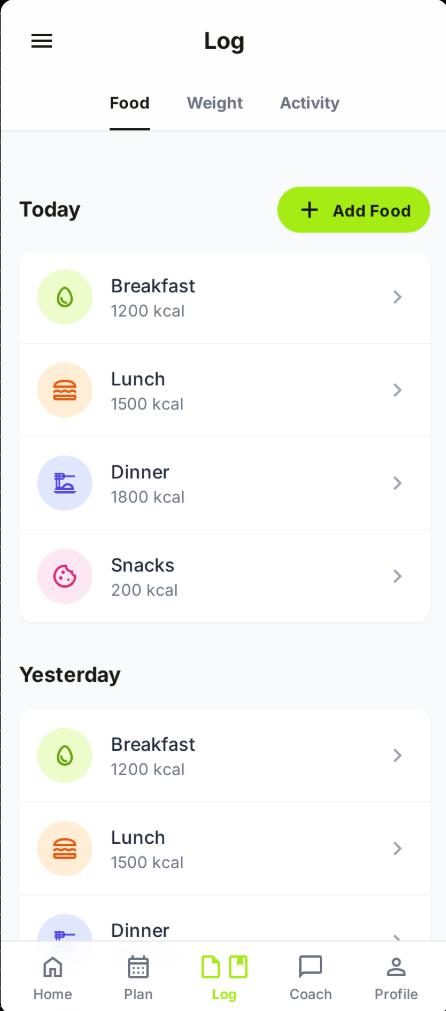 Log
Food Weight Activity
Today
Add Food
Breakfast
1200 kcal
Lunch
1500 kcal
Dinner
1800 kcal
Snacks
200 kcal
Yesterday
Breakfast
1200 kcal
Lunch
1500 kcal
Dinner
Home Plan Log Coach Profile